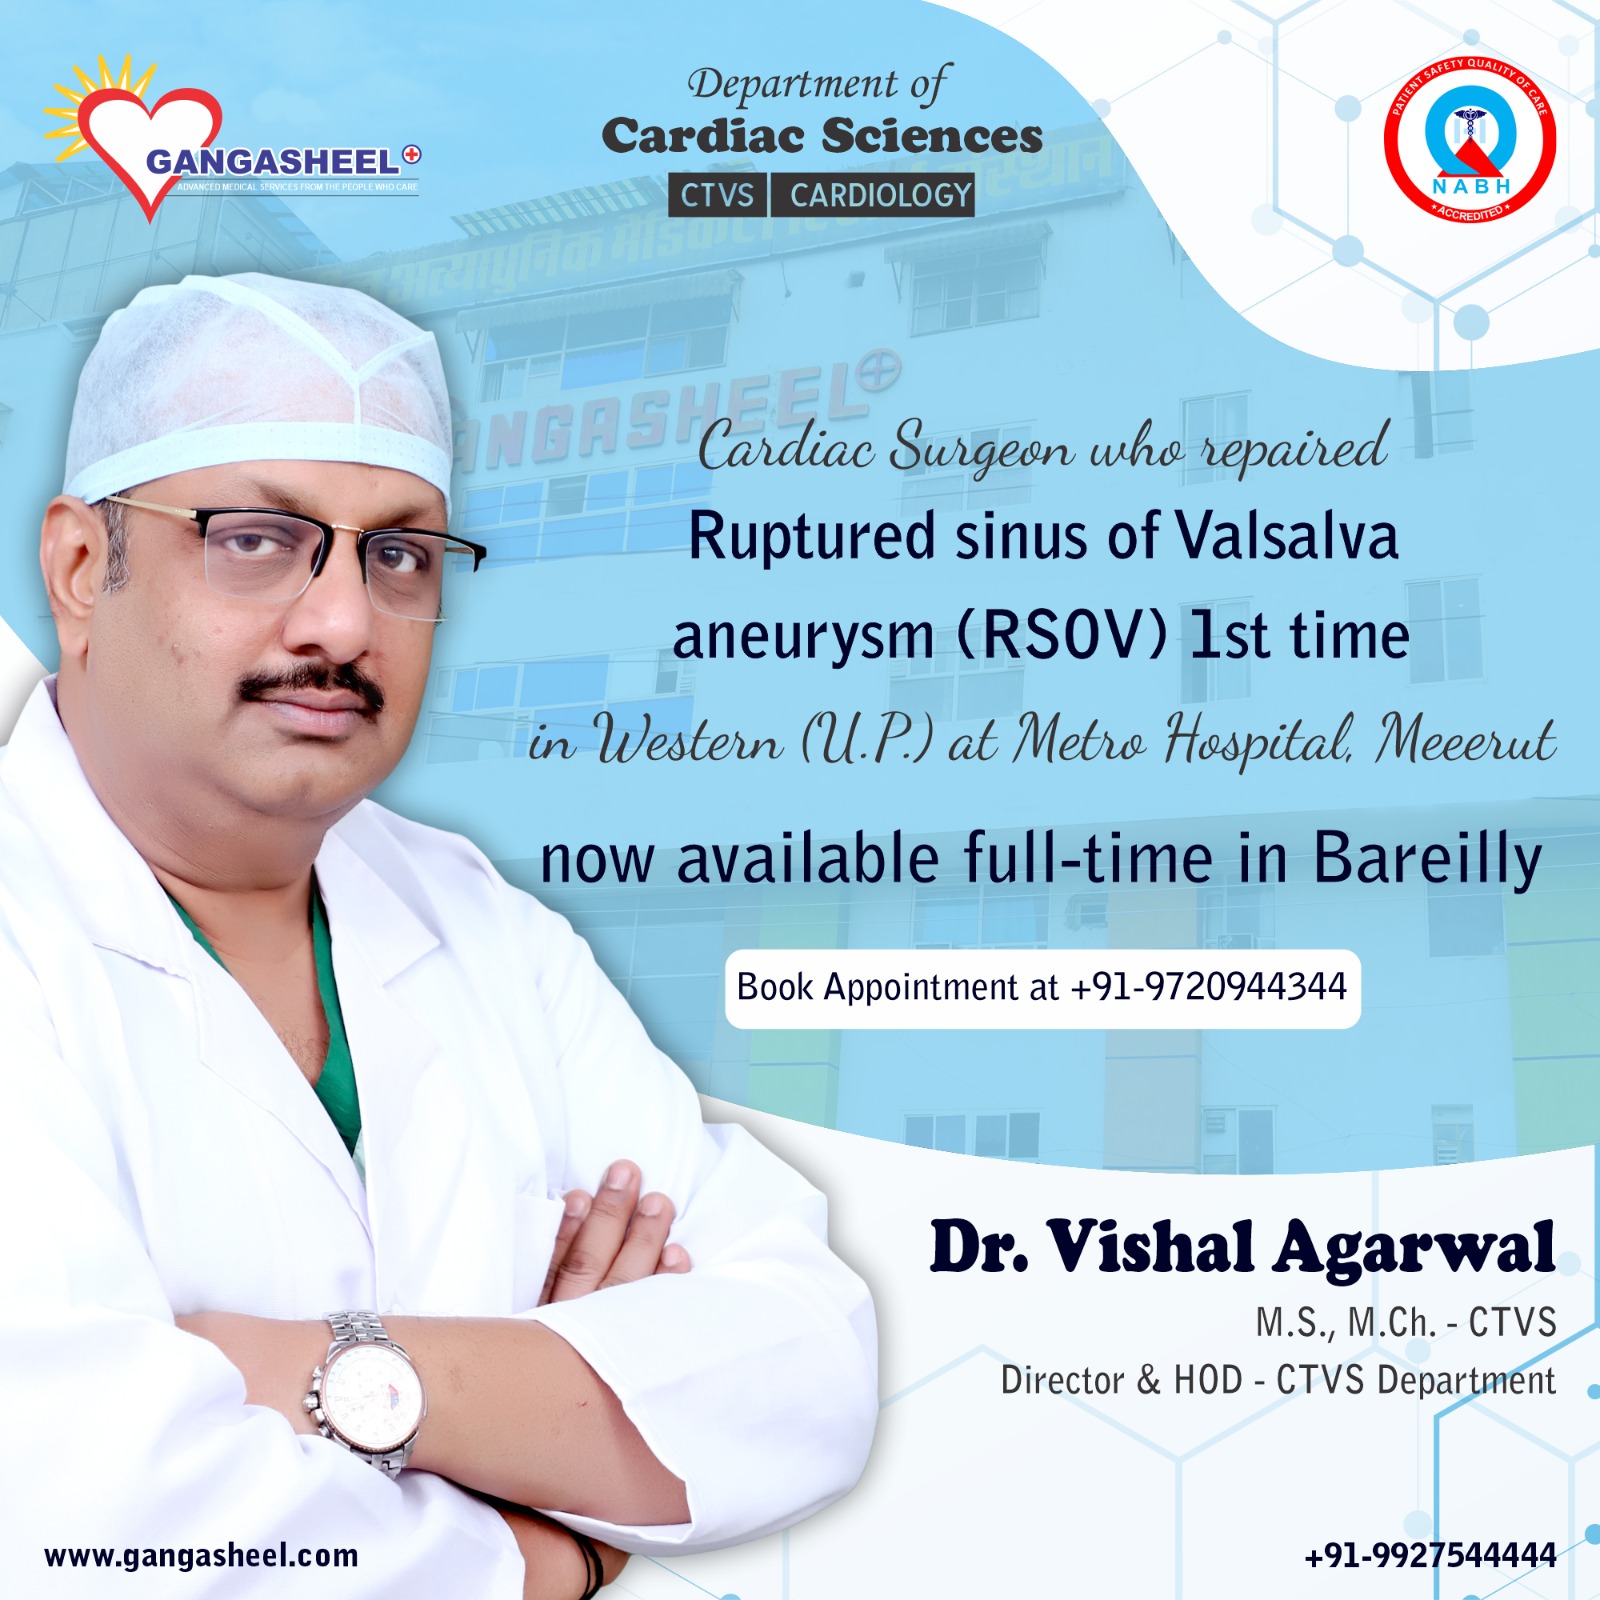 GANGASHEEL
ADVANCED MEDICAL SERVICES FROM THE PEOPLE WHO CARE
Department of
Cardiac Sciences
CTVS | CARDIOLOGY
PATIENT SAFETY QUALITY OF CARE
NABH
ACCREDITED
संस्थान
अत्याधुनिक
ANGASHEEL
Cardiac Surgeon who repaired
Ruptured sinus of Valsalva
aneurysm (RSOV) 1st time
in Western (U.P.) at Metro Hospital, Meeerut
now available full-time in Bareilly
Book Appointment at +91-9720944344
Dr. Vishal Agarwal
M.S., M.Ch. - CTVS
Director & HOD - CTVS Department
www.gangasheel.com
+91-9927544444